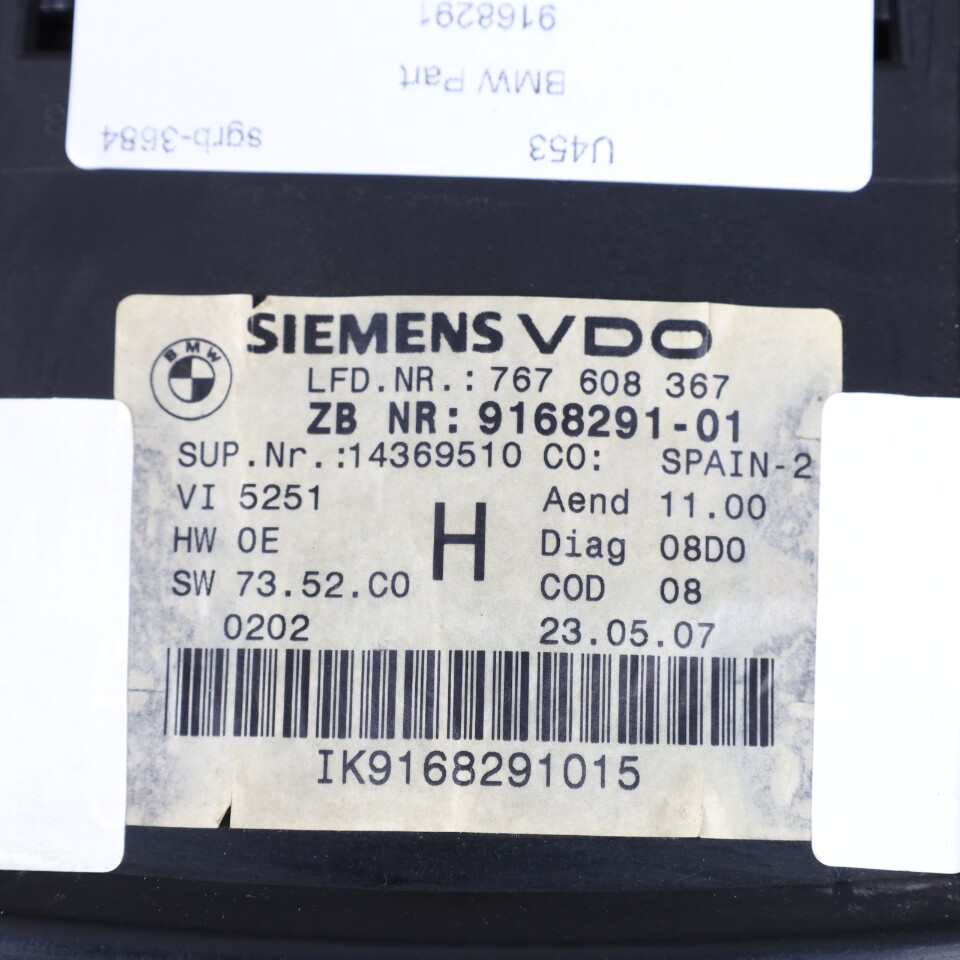 9168291
BMW Part
U453
sgrb-3684
SIEMENS VDO
BMW
LFD.NR.: 767 608 367
ZB NR: 9168291-01
SUP.Nr.:14369510 CO: SPAIN-2
VI 5251 Aend 11.00
H
HW 0E Diag 08D0
SW 73.52.C0 COD 08
0202 23.05.07
IK9168291015